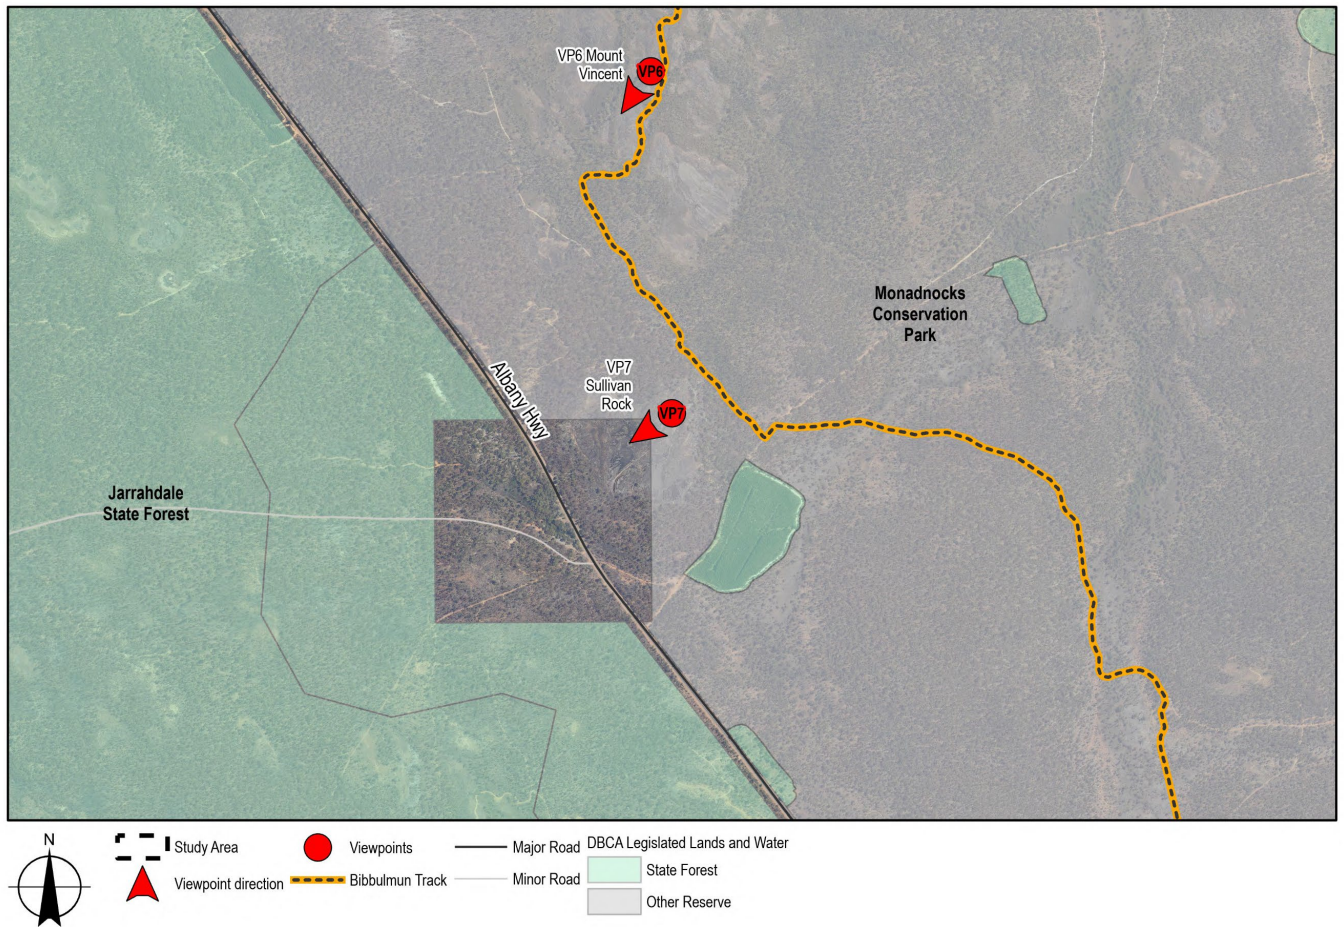 VP6 Mount
Vincent
VP6
Monadnocks
Conservation
Park
Albany Hwy
VP7
Sullivan
Rock
VP7
Jarrahdale
State Forest
N
Study Area
Viewpoint direction
Viewpoints
Bibbulmun Track
Major Road
Minor Road
DBCA Legislated Lands and Water
State Forest
Other Reserve